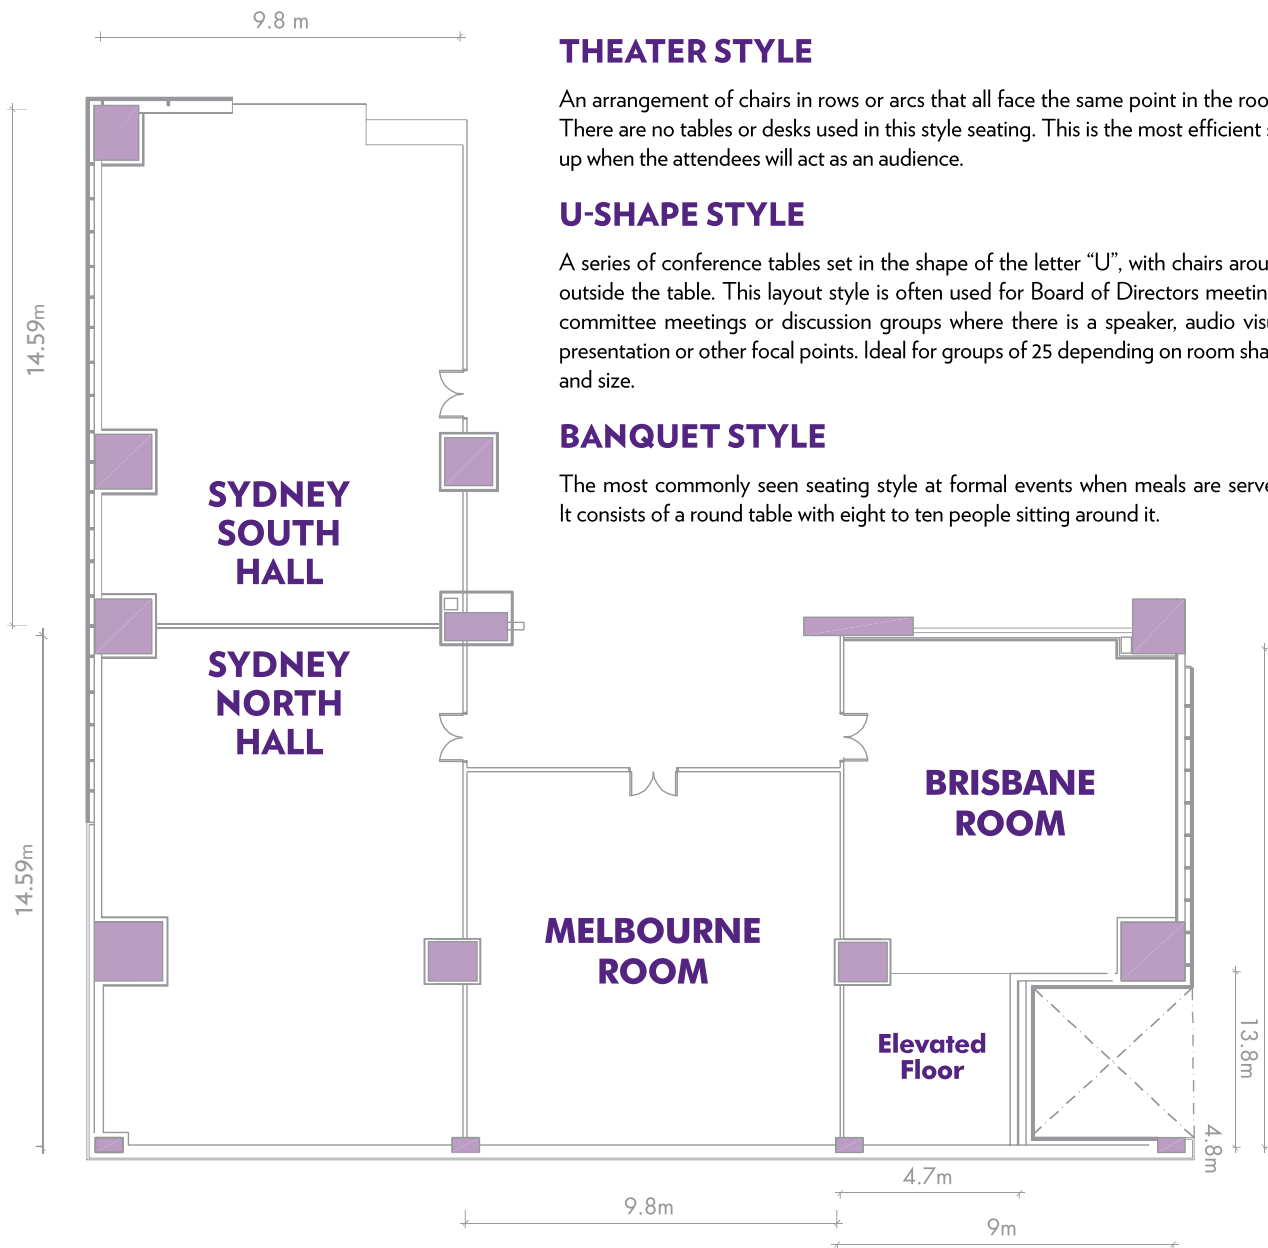 9.8 m
THEATER STYLE
An arrangement of chairs in rows or arcs that all face the same point in the
There are no tables or desks used in this style seating. This is the most efficient
up when the attendees will act as an audience.
U-SHAPE STYLE
A series of conference tables set in the shape of the letter “U”, with chairs
outside the table. This layout style is often used for Board of Directors
committee meetings or discussion groups where there is a speaker, audio
presentation or other focal points. Ideal for groups of 25 depending on room
and size.
BANQUET STYLE
The most commonly seen seating style at formal events when meals are
It consists of a round table with eight to ten people sitting around it.
14.59m
SYDNEY
SOUTH
HALL
SYDNEY
NORTH
HALL
14.59m
BRISBANE
ROOM
MELBOURNE
ROOM
Elevated
Floor
13.8m
4.8m
4.7m
9.8m
9m